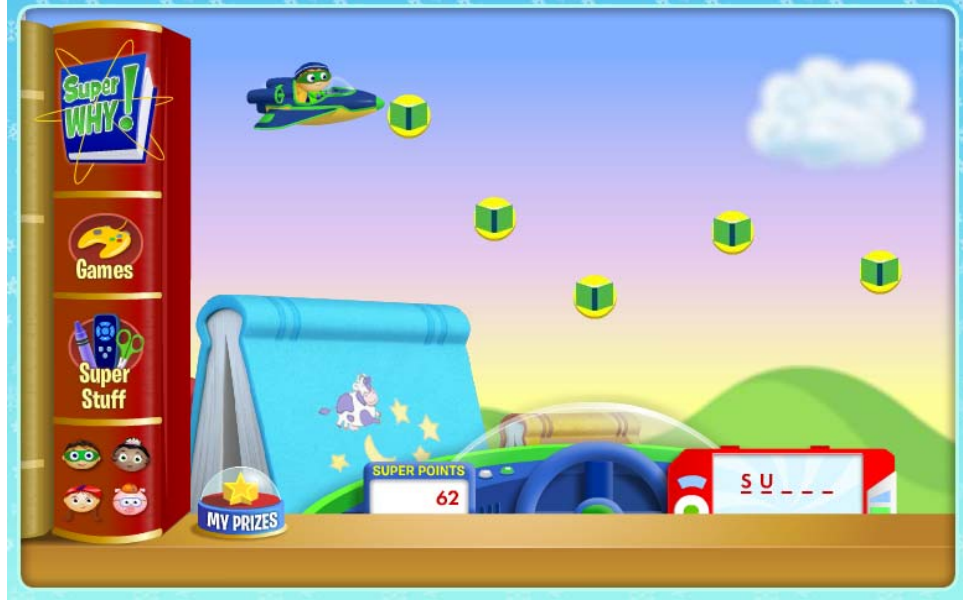 Super
WHY!
Games
Super
Stuff
MY PRIZES
SUPER POINTS
62
S U _ _ _